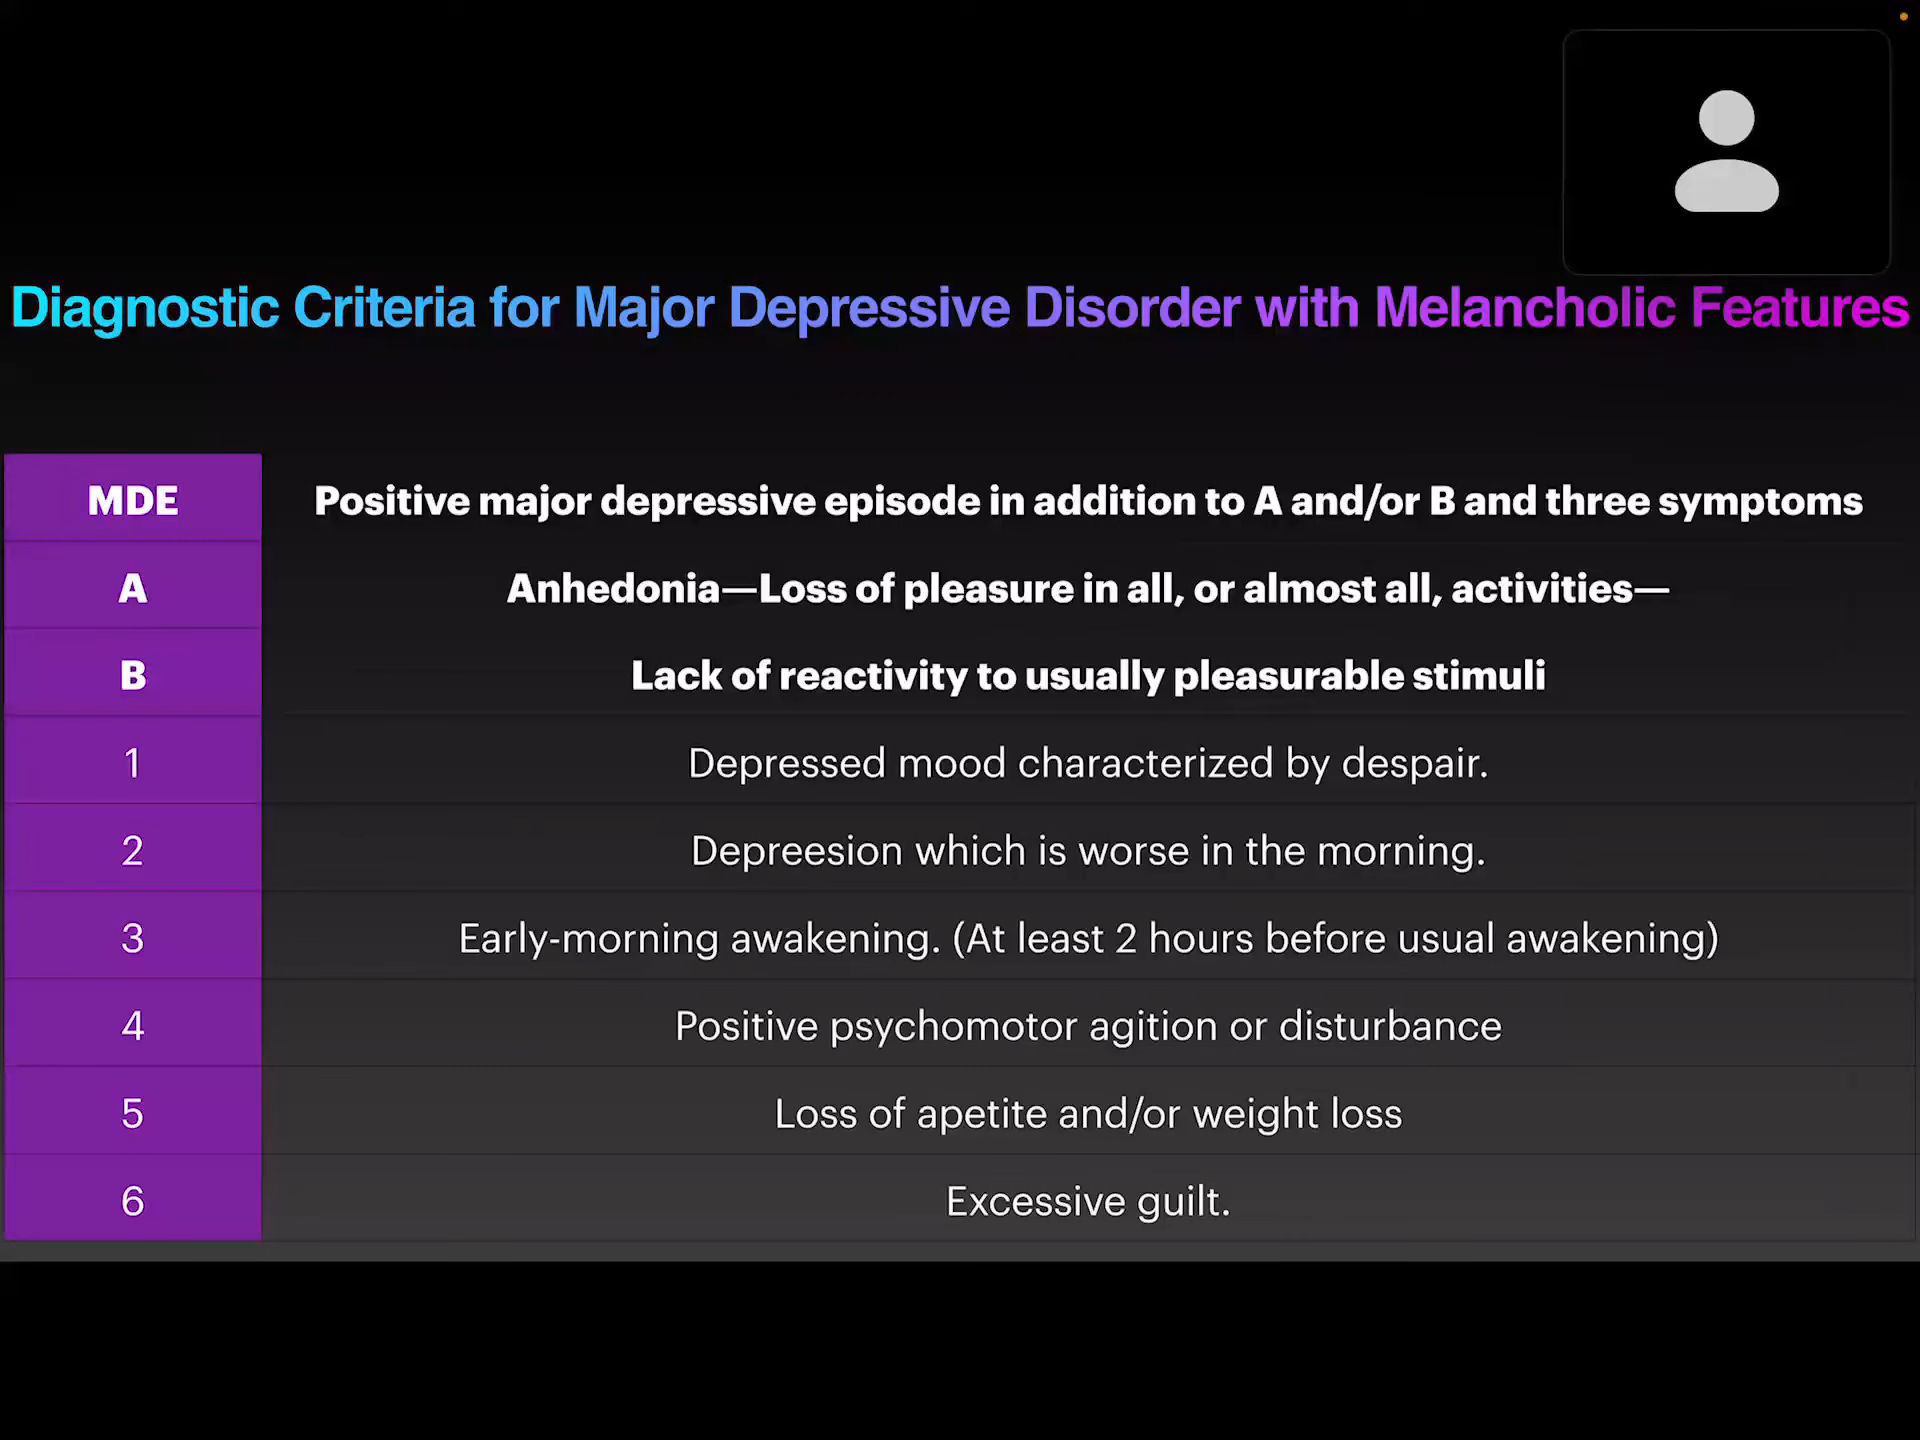 Diagnostic Criteria for Major Depressive Disorder with Melancholic Features
MDE Positive major depressive episode in addition to A and/or B and three symptoms
A Anhedonia—Loss of pleasure in all, or almost all, activities—
B Lack of reactivity to usually pleasurable stimuli
1 Depressed mood characterized by despair.
2 Depreesion which is worse in the morning.
3 Early-morning awakening. (At least 2 hours before usual awakening)
4 Positive psychomotor agition or disturbance
5 Loss of apetite and/or weight loss
6 Excessive guilt.